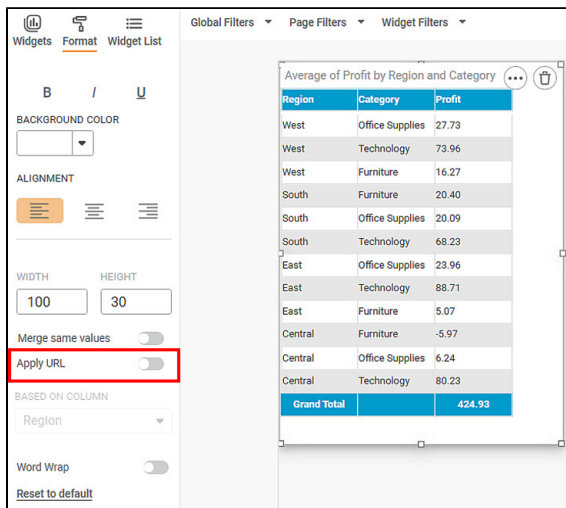 Widgets Format Widget List
Global Filters Page Filters Widget Filters
B I U
BACKGROUND COLOR
ALIGNMENT
WIDTH HEIGHT
100 30
Merge same values
Apply URL
BASED ON COLUMN
Region
Word Wrap
Reset to default
Average of Profit by Region and Category
Region Category Profit
West Office Supplies 27.73
West Technology 73.96
West Furniture 16.27
South Furniture 20.40
South Office Supplies 20.09
South Technology 68.23
East Office Supplies 23.96
East Technology 88.71
East Furniture 5.07
Central Furniture -5.97
Central Office Supplies 6.24
Central Technology 80.23
Grand Total 424.93